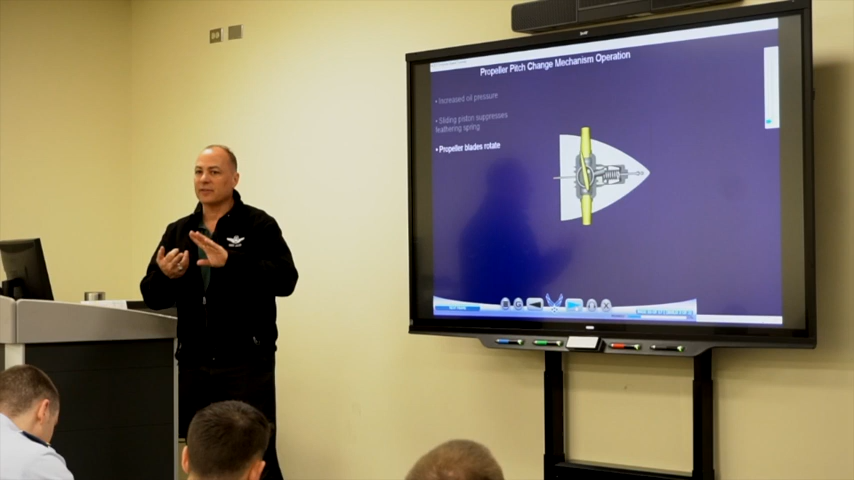 Propeller Pitch Change Mechanism Operation
• Increased oil pressure
• Sliding piston suppresses
feathering spring
• Propeller blades rotate